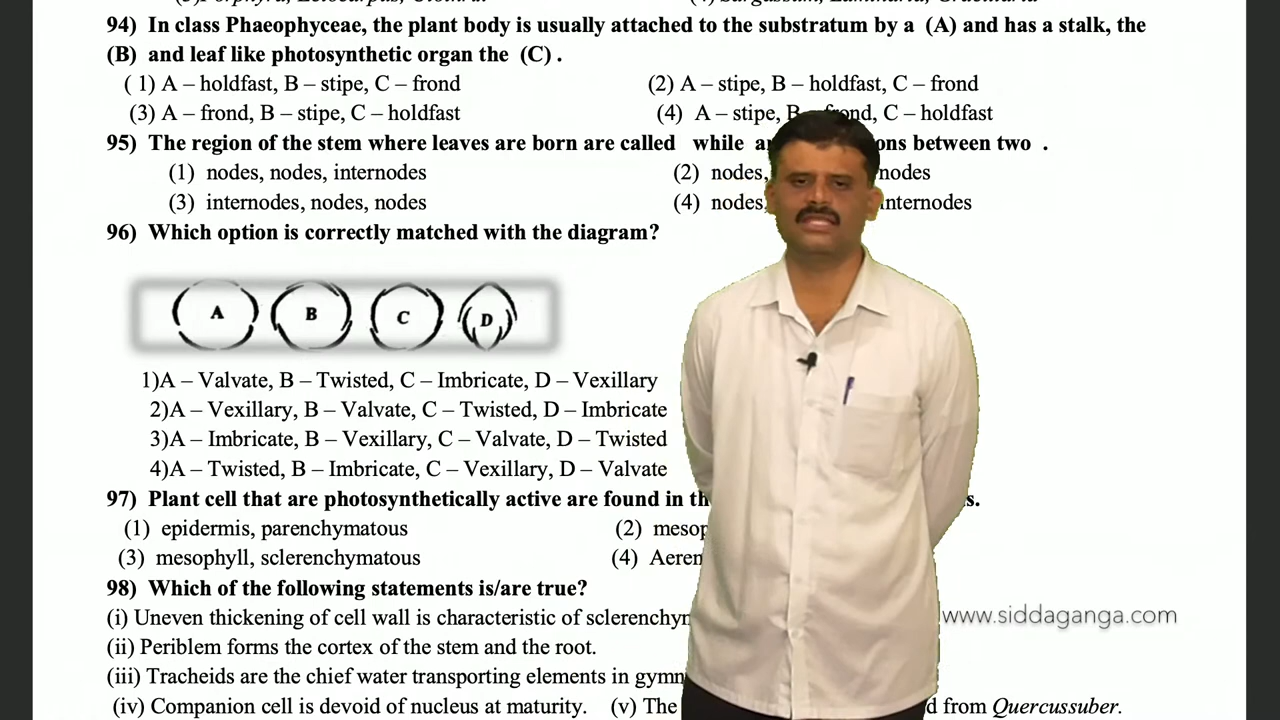 94) In class Phaeophyceae, the plant body is usually attached to the substratum by a (A) and has a stalk, the
(B) and leaf like photosynthetic organ the (C) .
( 1) A – holdfast, B – stipe, C – frond (2) A – stipe, B – holdfast, C – frond
(3) A – frond, B – stipe, C – holdfast (4) A – stipe, B frond, C – holdfast
95) The region of the stem where leaves are born are called while between two .
(1) nodes, nodes, internodes (2) nodes, nodes
(3) internodes, nodes, nodes (4) nodes, internodes
96) Which option is correctly matched with the diagram?
A B C D
1)A – Valvate, B – Twisted, C – Imbricate, D – Vexillary
2)A – Vexillary, B – Valvate, C – Twisted, D – Imbricate
3)A – Imbricate, B – Vexillary, C – Valvate, D – Twisted
4)A – Twisted, B – Imbricate, C – Vexillary, D – Valvate
97) Plant cell that are photosynthetically active are found in
(1) epidermis, parenchymatous (2)
(3) mesophyll, sclerenchymatous (4)
98) Which of the following statements is/are true?
(i) Uneven thickening of cell wall is characteristic of
www.siddaganga.com
(ii) Periblem forms the cortex of the stem and the root.
(iii) Tracheids are the chief water transporting elements in
(iv) Companion cell is devoid of nucleus at maturity. (v) The from Quercussuber.